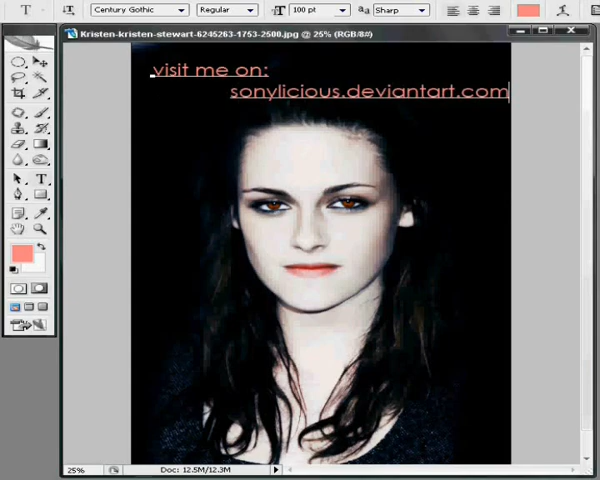 Century Gothic
Regular
100 pt
Sharp
Kristen-kristen-stewart-6245263-1753-2500.jpg @ 25% (RGB/8#)
visit me on:
sonylicious.deviantart.com
25%
Doc: 12.5M/12.3M